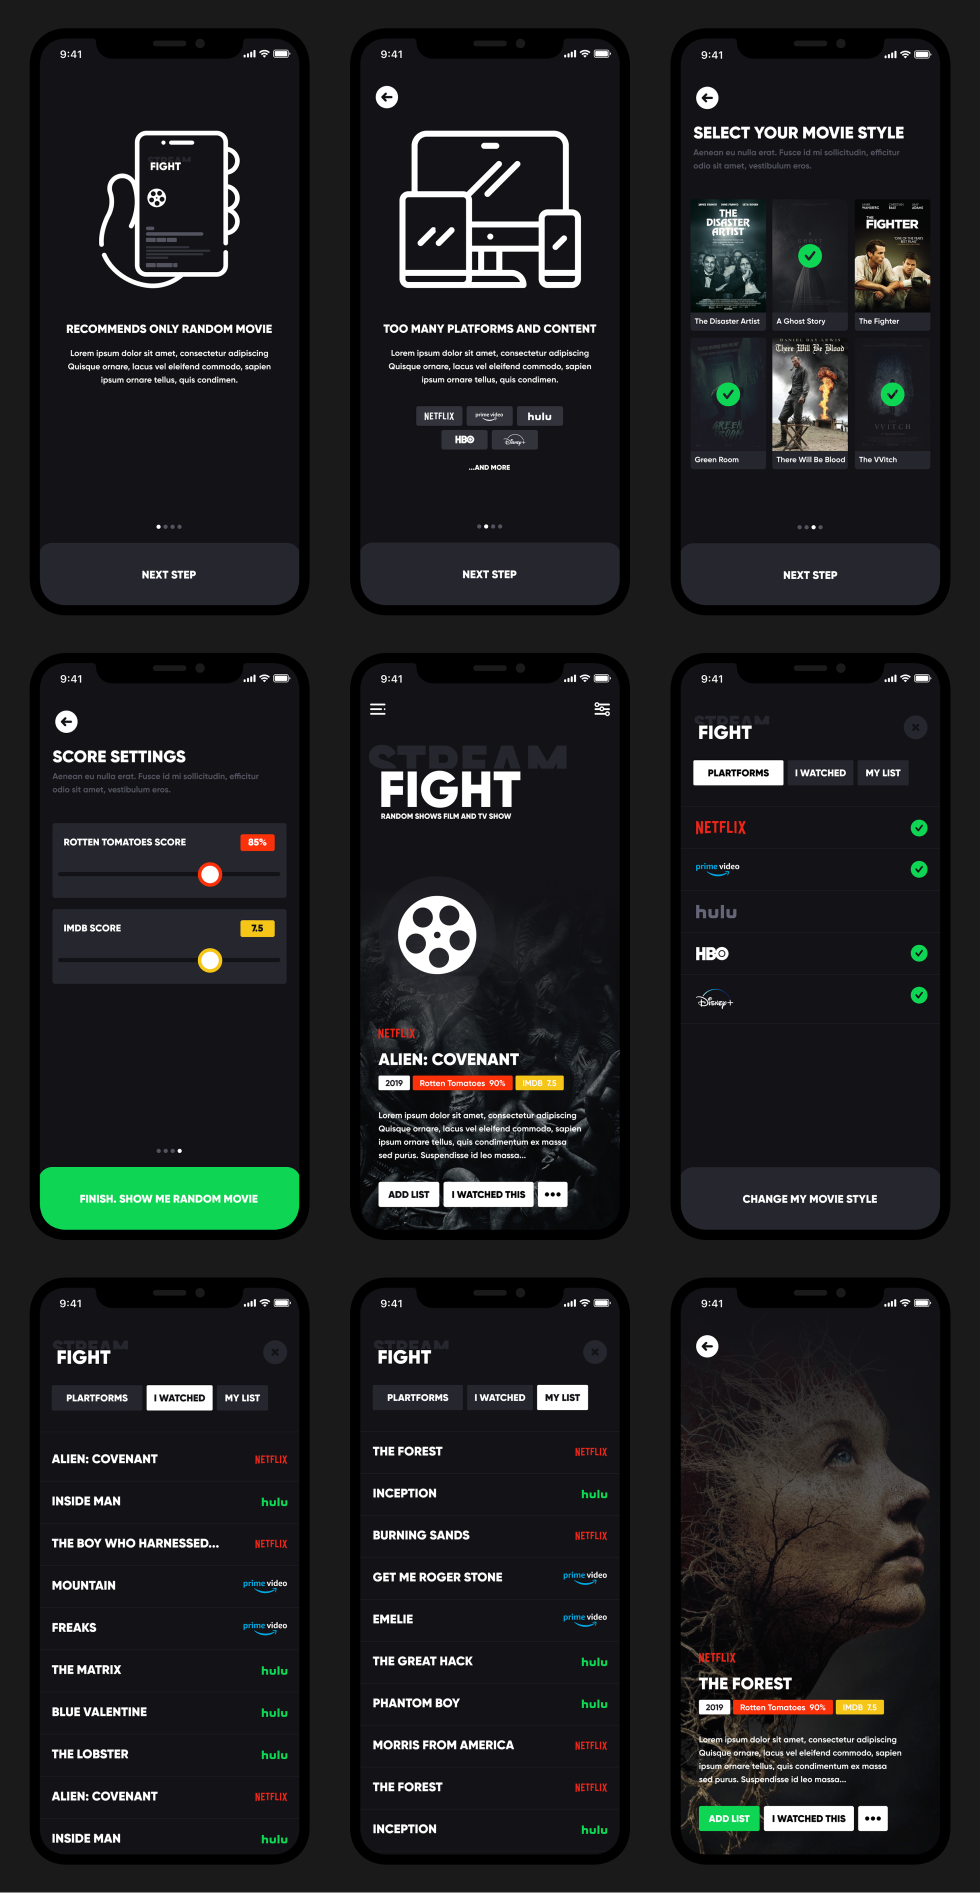 9:41
STREAM
FIGHT
RECOMMENDS ONLY RANDOM MOVIE
Lorem ipsum dolor sit amet, consectetur adipiscing
Quisque ornare, lacus vel eleifend commodo, sapien
ipsum ornare tellus, quis condimen.
NEXT STEP
9:41
TOO MANY PLATFORMS AND CONTENT
Lorem ipsum dolor sit amet, consectetur adipiscing
Quisque ornare, lacus vel eleifend commodo, sapien
ipsum ornare tellus, quis condimen.
NETFLIX prime video hulu
HBO Disney+
...AND MORE
NEXT STEP
9:41
SELECT YOUR MOVIE STYLE
Aenean eu nulla erat. Fusce id mi sollicitudin, efficitur
odio sit amet, vestibulum eros.
THE
DISASTER
ARTIST
THE
FIGHTER
The Disaster Artist
A Ghost Story
The Fighter
GREEN
ROOM
DANIEL DAY-LEWIS
There Will Be Blood
VVITCH
Green Room
There Will Be Blood
The VVitch
NEXT STEP
9:41
SCORE SETTINGS
Aenean eu nulla erat. Fusce id mi sollicitudin, efficitur
odio sit amet, vestibulum eros.
ROTTEN TOMATOES SCORE 85%
IMDB SCORE 7.5
FINISH. SHOW ME RANDOM MOVIE
9:41
STREAM
FIGHT
RANDOM SHOWS FILM AND TV SHOW
NETFLIX
ALIEN: COVENANT
2019 Rotten Tomatoes 90% IMDB 7.5
Lorem ipsum dolor sit amet, consectetur adipiscing
Quisque ornare, lacus vel eleifend commodo, sapien
ipsum ornare tellus, quis condimentum ex massa
sed purus. Suspendisse id leo massa...
ADD LIST I WATCHED THIS
9:41
STREAM
FIGHT
PLARTFORMS I WATCHED MY LIST
NETFLIX
prime video
hulu
HBO
Disney+
CHANGE MY MOVIE STYLE
9:41
STREAM
FIGHT
PLARTFORMS I WATCHED MY LIST
ALIEN: COVENANT NETFLIX
INSIDE MAN hulu
THE BOY WHO HARNESSED... NETFLIX
MOUNTAIN prime video
FREAKS prime video
THE MATRIX hulu
BLUE VALENTINE hulu
THE LOBSTER hulu
ALIEN: COVENANT NETFLIX
INSIDE MAN hulu
9:41
STREAM
FIGHT
PLARTFORMS I WATCHED MY LIST
THE FOREST NETFLIX
INCEPTION hulu
BURNING SANDS NETFLIX
GET ME ROGER STONE prime video
EMELIE prime video
THE GREAT HACK hulu
PHANTOM BOY hulu
MORRIS FROM AMERICA NETFLIX
THE FOREST NETFLIX
INCEPTION hulu
9:41
NETFLIX
THE FOREST
2019 Rotten Tomatoes 90% IMDB 7.5
Lorem ipsum dolor sit amet, consectetur adipiscing
Quisque ornare, lacus vel eleifend commodo, sapien
ipsum ornare tellus, quis condimentum ex massa
sed purus. Suspendisse id leo massa...
ADD LIST I WATCHED THIS